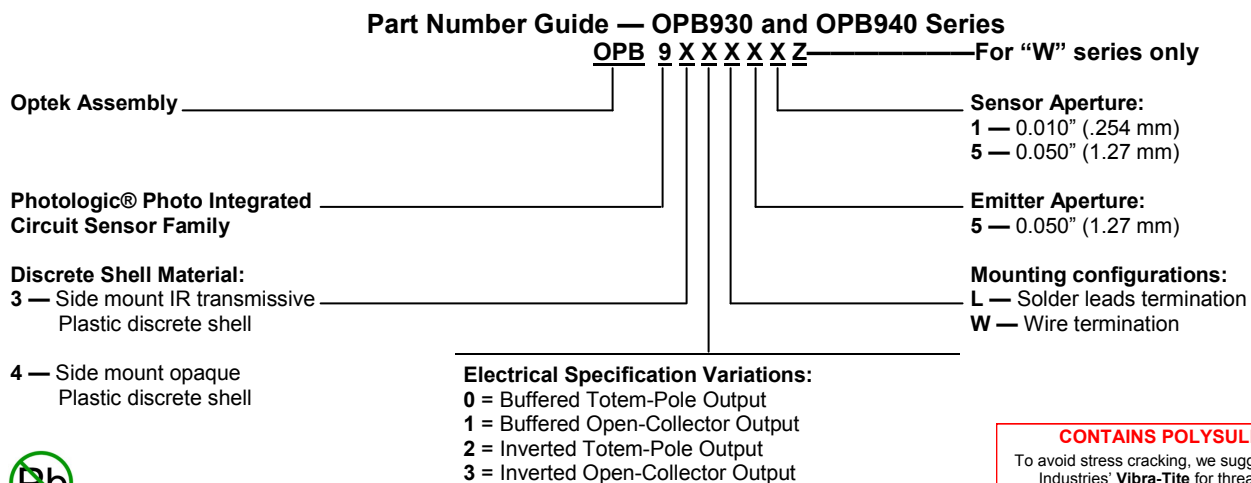 Part Number Guide — OPB930 and OPB940 Series
OPB 9 X X X X X Z For “W” series only
Optek Assembly
Sensor Aperture:
1 — 0.010” (.254 mm)
5 — 0.050” (1.27 mm)
Photologic® Photo Integrated
Circuit Sensor Family
Emitter Aperture:
5 — 0.050” (1.27 mm)
Discrete Shell Material:
3 — Side mount IR transmissive
Plastic discrete shell
4 — Side mount opaque
Plastic discrete shell
Mounting configurations:
L — Solder leads termination
W — Wire termination
Electrical Specification Variations:
0 = Buffered Totem-Pole Output
1 = Buffered Open-Collector Output
2 = Inverted Totem-Pole Output
3 = Inverted Open-Collector Output
Pb
CONTAINS POLYSUL
To avoid stress cracking, we sugg
Industries’ Vibra-Tite for threa